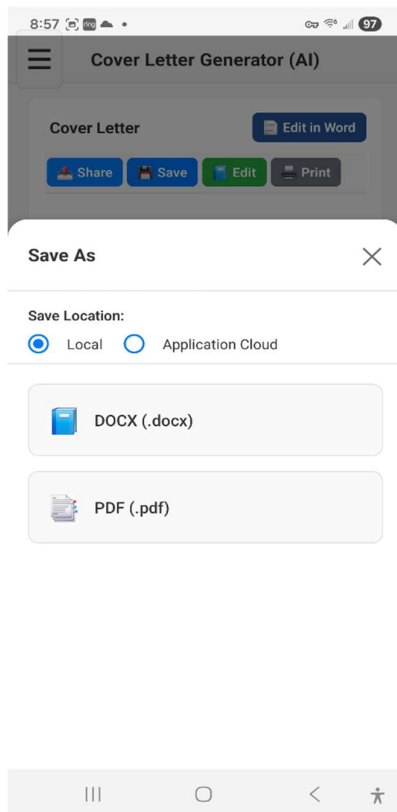 8:57 ring 97
Cover Letter Generator (AI)
Cover Letter Edit in Word
Share Save Edit Print
Save As
Save Location:
Local Application Cloud
DOCX (.docx)
PDF (.pdf)